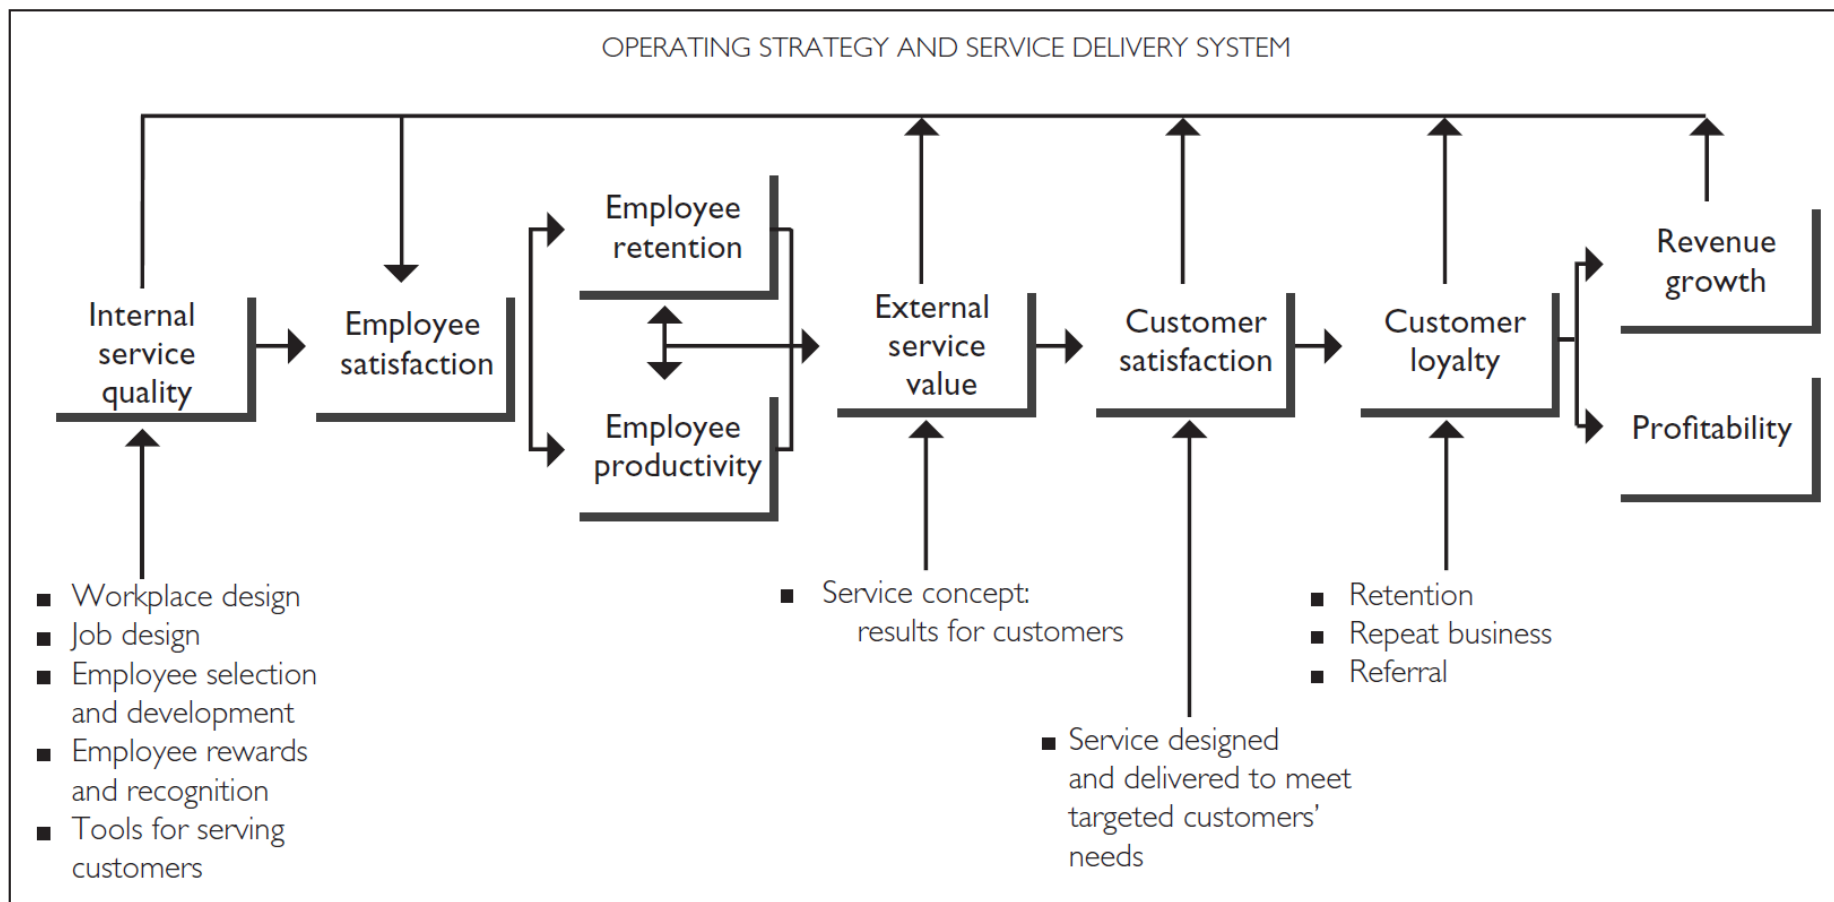 OPERATING STRATEGY AND SERVICE DELIVERY SYSTEM
Internal
service
quality
Employee
satisfaction
Employee
retention
Employee
productivity
External
service
value
Customer
satisfaction
Customer
loyalty
Revenue
growth
Profitability
■ Workplace design
■ Job design
■ Employee selection
and development
■ Employee rewards
and recognition
■ Tools for serving
customers
■ Service concept:
results for customers
■ Service designed
and delivered to meet
targeted customers’
needs
■ Retention
■ Repeat business
■ Referral